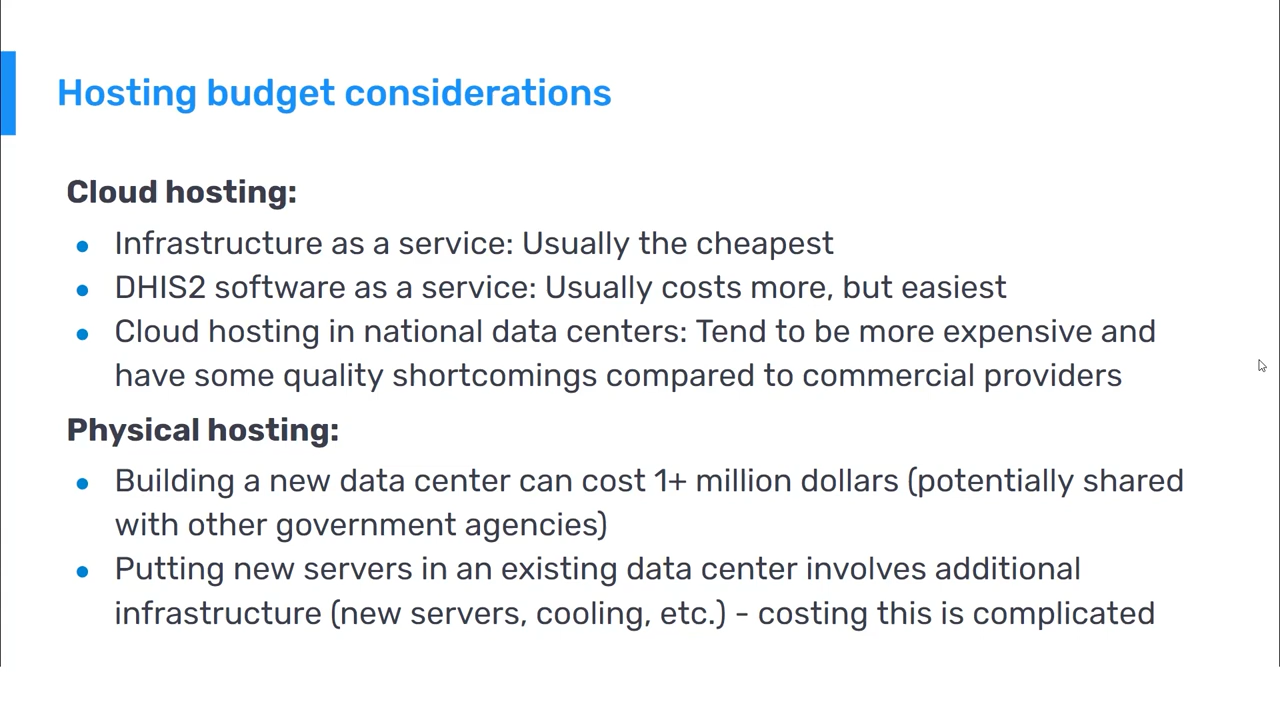 Hosting budget considerations
Cloud hosting:
● Infrastructure as a service: Usually the cheapest
● DHIS2 software as a service: Usually costs more, but easiest
● Cloud hosting in national data centers: Tend to be more expensive and
have some quality shortcomings compared to commercial providers
Physical hosting:
● Building a new data center can cost 1+ million dollars (potentially shared
with other government agencies)
● Putting new servers in an existing data center involves additional
infrastructure (new servers, cooling, etc.) - costing this is complicated